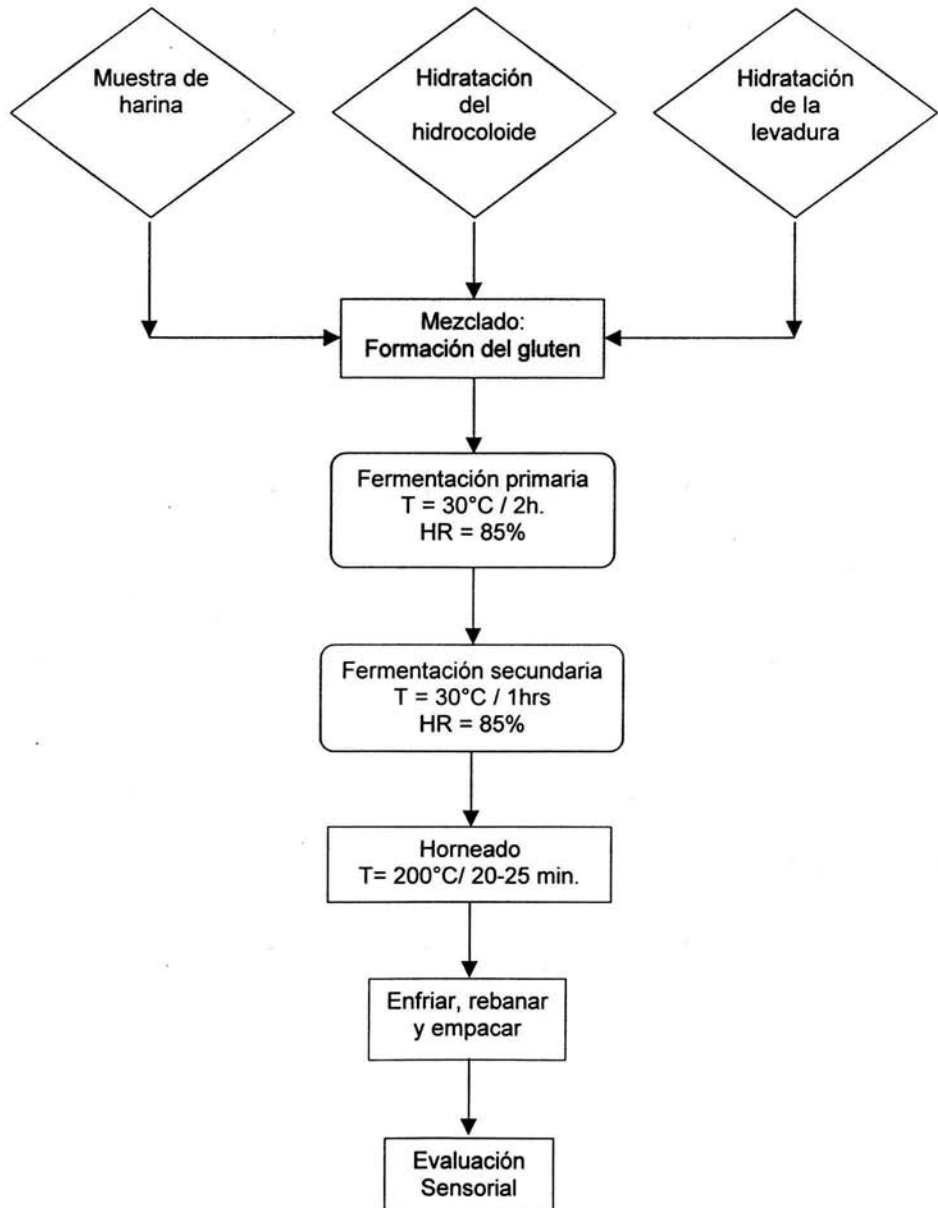 Muestra de
harina
Hidratación
del
hidrocoloide
Hidratación
de la
levadura
Mezclado:
Formación del gluten
Fermentación primaria
T = 30°C / 2h.
HR = 85%
Fermentación secundaria
T = 30°C / 1hrs
HR = 85%
Horneado
T= 200°C/ 20-25 min.
Enfriar, rebanar
y empacar
Evaluación
Sensorial